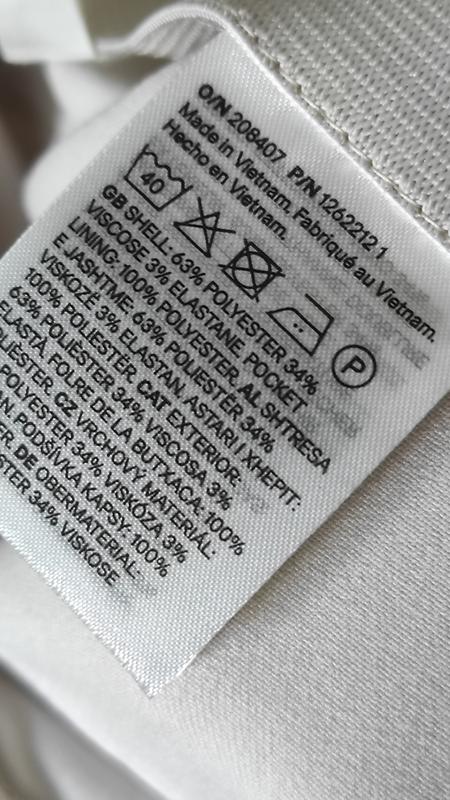 O/N 208407 P/N 1262212 1
Made in Vietnam. Fabriqué au Vietnam.
Hecho en Vietnam.
40
P
GB SHELL: 63% POLYESTER 34%
VISCOSE 3% ELASTANE. POCKET
LINING: 100% POLYESTER. AL SHTRESA
E JASHTME: 63% POLIESTËR 34%
VISKOZË 3% ELASTAN. ASTARI I XHEPIT:
100% POLIESTËR. CAT EXTERIOR:
63% POLIÈSTER 34% VISCOSA 3%
ELASTÀ. FOLRE DE LA BUTXACA: 100%
POLIÈSTER. CZ VRCHOVÝ MATERIÁL:
POLYESTER 34% VISKÓZA 3%
PODŠÍVKA KAPSY: 100%
DE OBERMATERIAL:
34% VISKOSE